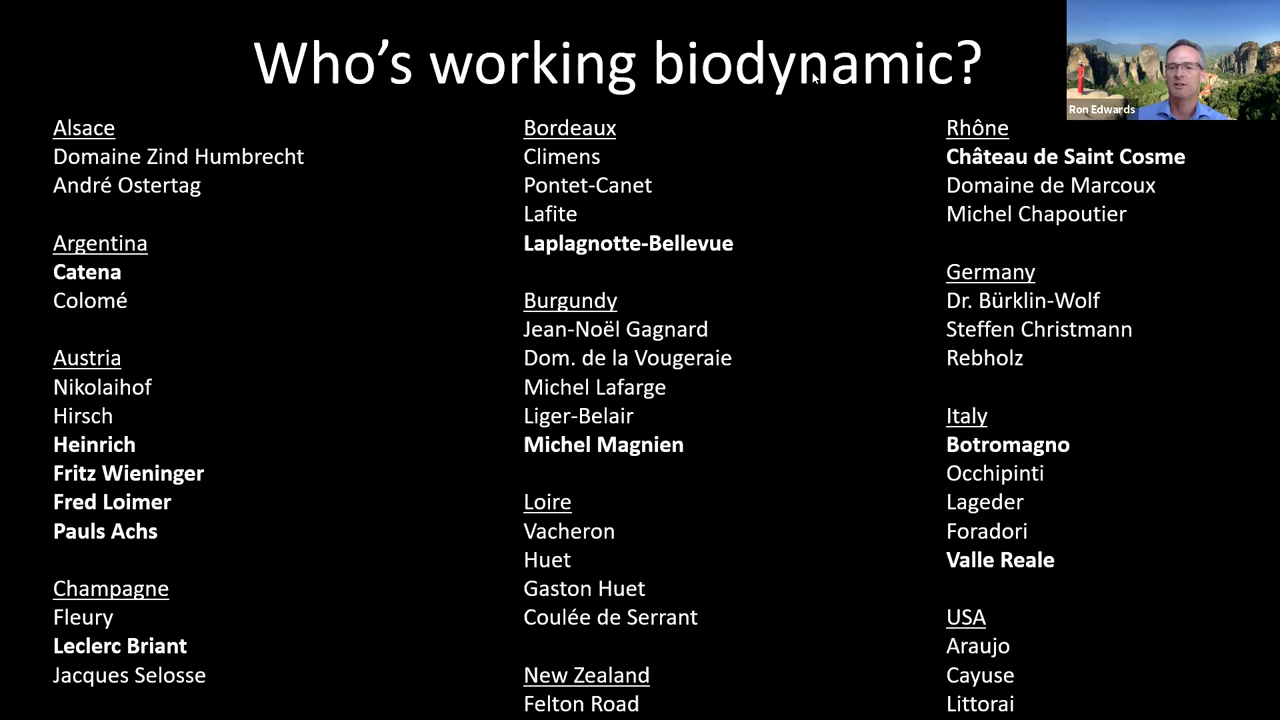 Who's working biodynamic?
Ron Edwards
Alsace
Domaine Zind Humbrecht
André Ostertag
Argentina
Catena
Colomé
Austria
Nikolaihof
Hirsch
Heinrich
Fritz Wieninger
Fred Loimer
Pauls Achs
Champagne
Fleury
Leclerc Briant
Jacques Selosse
Bordeaux
Climens
Pontet-Canet
Lafite
Laplagnotte-Bellevue
Burgundy
Jean-Noël Gagnard
Dom. de la Vougeraie
Michel Lafarge
Liger-Belair
Michel Magnien
Loire
Vacheron
Huet
Gaston Huet
Coulée de Serrant
New Zealand
Felton Road
Rhône
Château de Saint Cosme
Domaine de Marcoux
Michel Chapoutier
Germany
Dr. Bürklin-Wolf
Steffen Christmann
Rebholz
Italy
Botromagno
Occhipinti
Lageder
Foradori
Valle Reale
USA
Araujo
Cayuse
Littorai